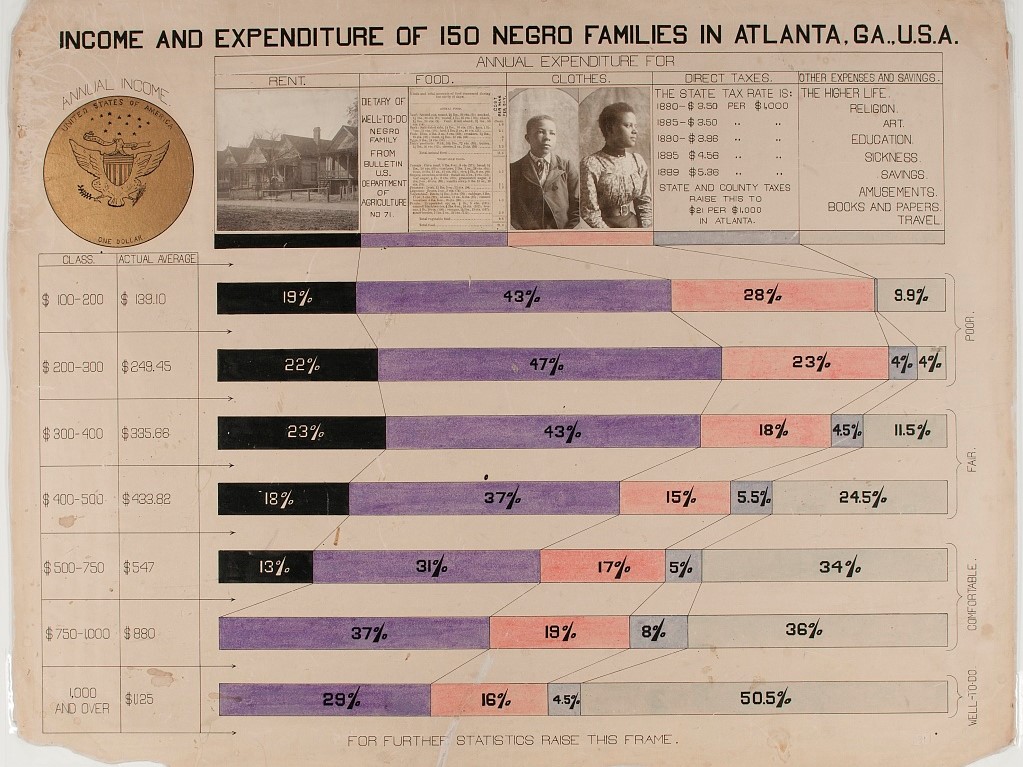 INCOME AND EXPENDITURE OF 150 NEGRO FAMILIES IN ATLANTA, GA., U.S.A.
ANNUAL EXPENDITURE FOR
RENT. FOOD. CLOTHES. DIRECT TAXES. OTHER EXPENSES AND SAVINGS.
ANNUAL INCOME.
UNITED STATES OF AMERICA
ONE DOLLAR
DIETARY OF
WELL-TO-DO
NEGRO
FAMILY
FROM
BULLETIN
U.S.
DEPARTMENT
OF
AGRICULTURE
NO 71.
THE STATE TAX RATE IS:
1880-$3.50 PER $1,000
1885-$3.50 " "
1880-$3.96 " "
1895 $4.56 " "
1899 $5.36 " "
STATE AND COUNTY TAXES
RAISE THIS TO
$21 PER $1,000
IN ATLANTA.
THE HIGHER LIFE.
RELIGION.
ART.
EDUCATION.
SICKNESS.
SAVINGS.
AMUSEMENTS.
BOOKS AND PAPERS.
TRAVEL.
CLASS. ACTUAL AVERAGE
$ 100-200 $ 139.10 19% 43% 28% 9.9%
$ 200-300 $249.45 22% 47% 23% 4% 4%
POOR.
$300-400 $335.66 23% 43% 18% 4.5% 11.5%
$400-500 $433.82 18% 37% 15% 5.5% 24.5%
FAIR.
$500-750 $547 13% 31% 17% 5% 34%
$750-1000 $880 37% 19% 8% 36%
COMFORTABLE.
1,000
AND OVER $1125 29% 16% 4.5% 50.5%
WELL-TO-DO
FOR FURTHER STATISTICS RAISE THIS FRAME.